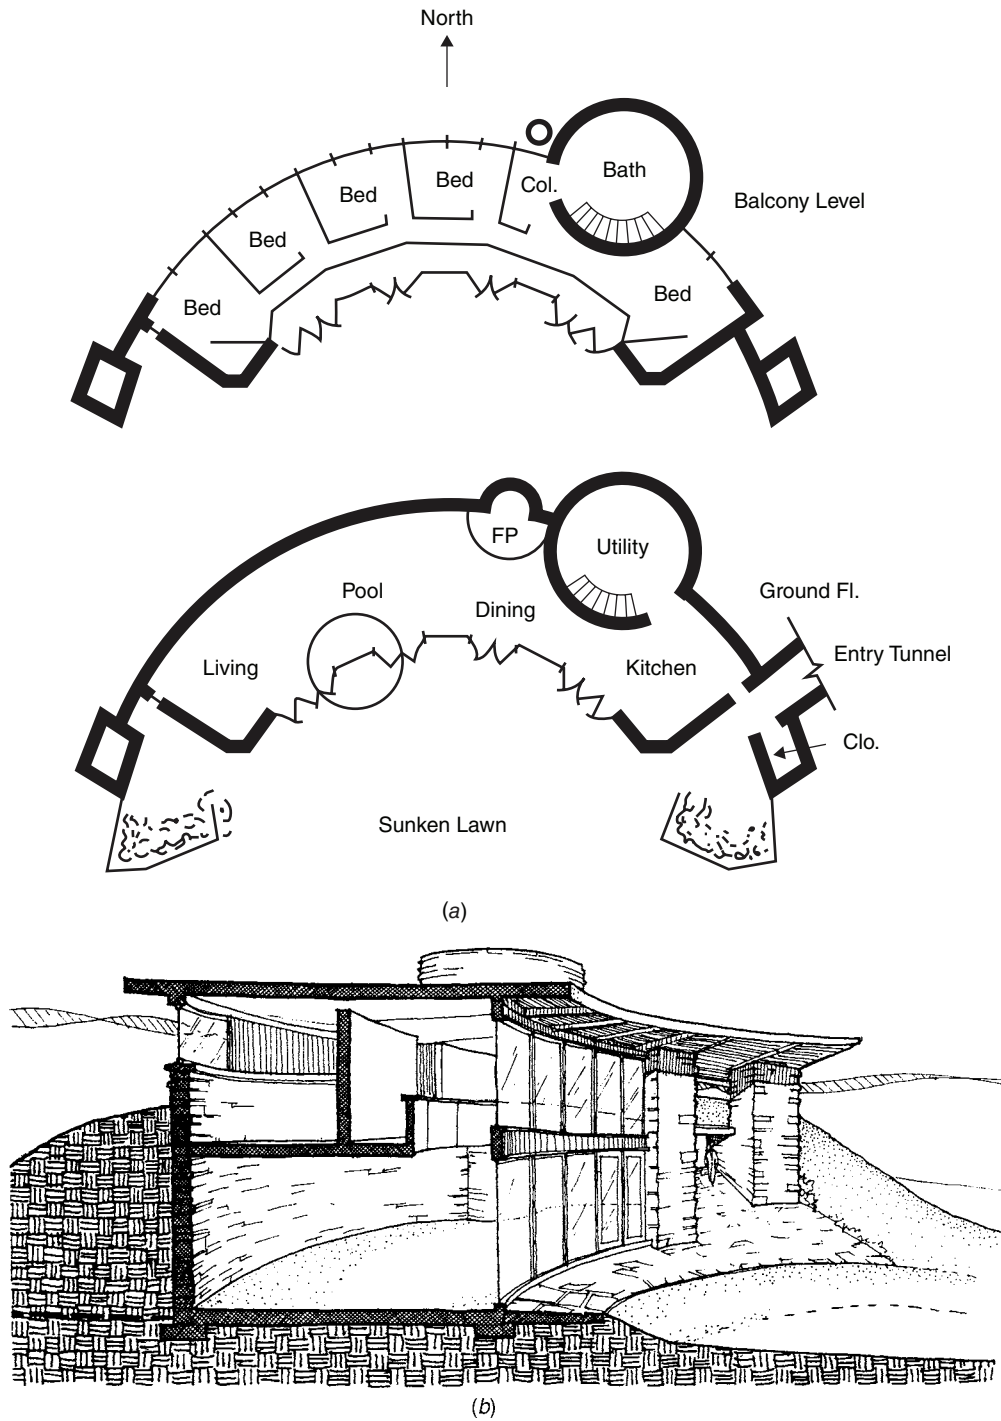 North
Bath
Bed
Bed
Col.
Balcony Level
Bed
Bed
Bed
FP
Utility
Pool
Dining
Ground Fl.
Living
Kitchen
Entry Tunnel
Clo.
Sunken Lawn
(a)
(b)